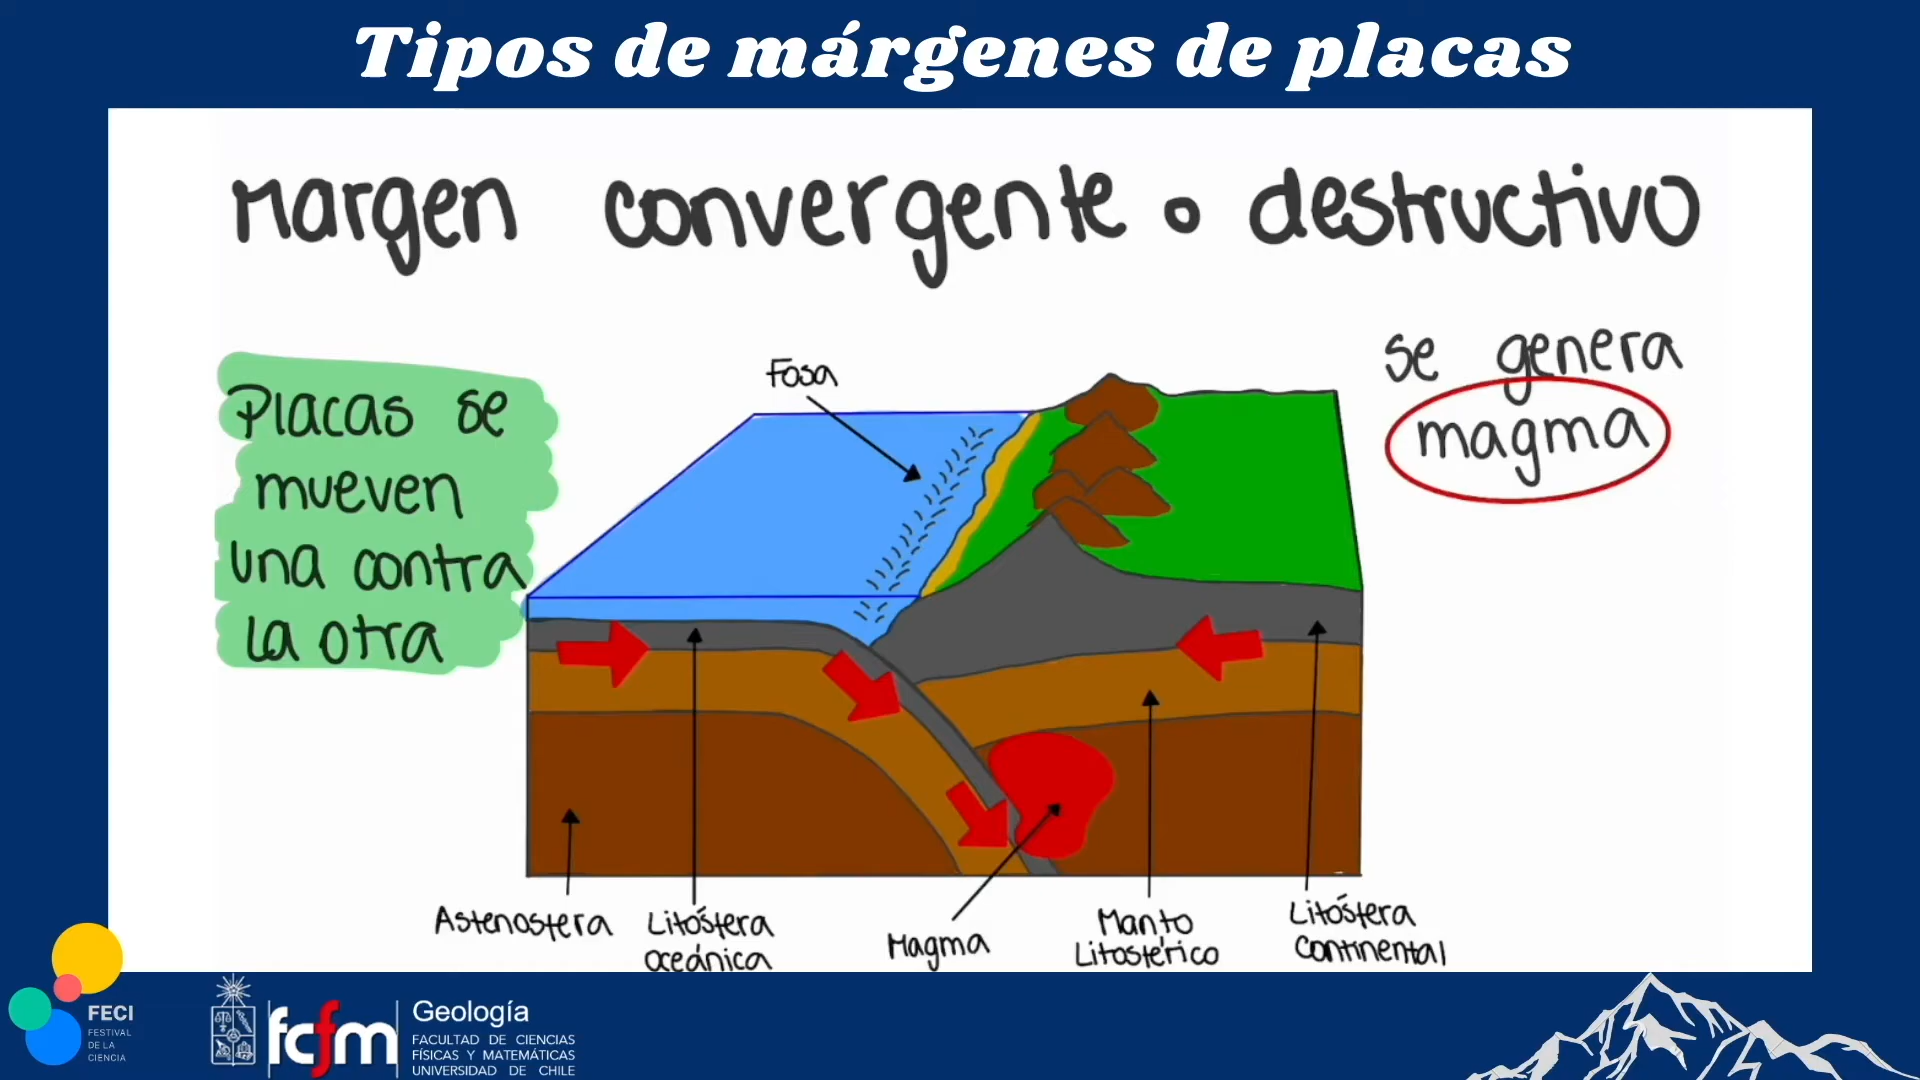 Tipos de márgenes de placas
Margen convergente o destructivo
Placas se
mueven
una contra
la otra
Fosa
se genera
magma
Astenosfera
Litósfera
oceánica
Magma
Manto
Litosférico
Litósfera
continental
FECI
FESTIVAL
DE LA
CIENCIA
fcfm
Geología
FACULTAD DE CIENCIAS
FÍSICAS Y MATEMÁTICAS
UNIVERSIDAD DE CHILE